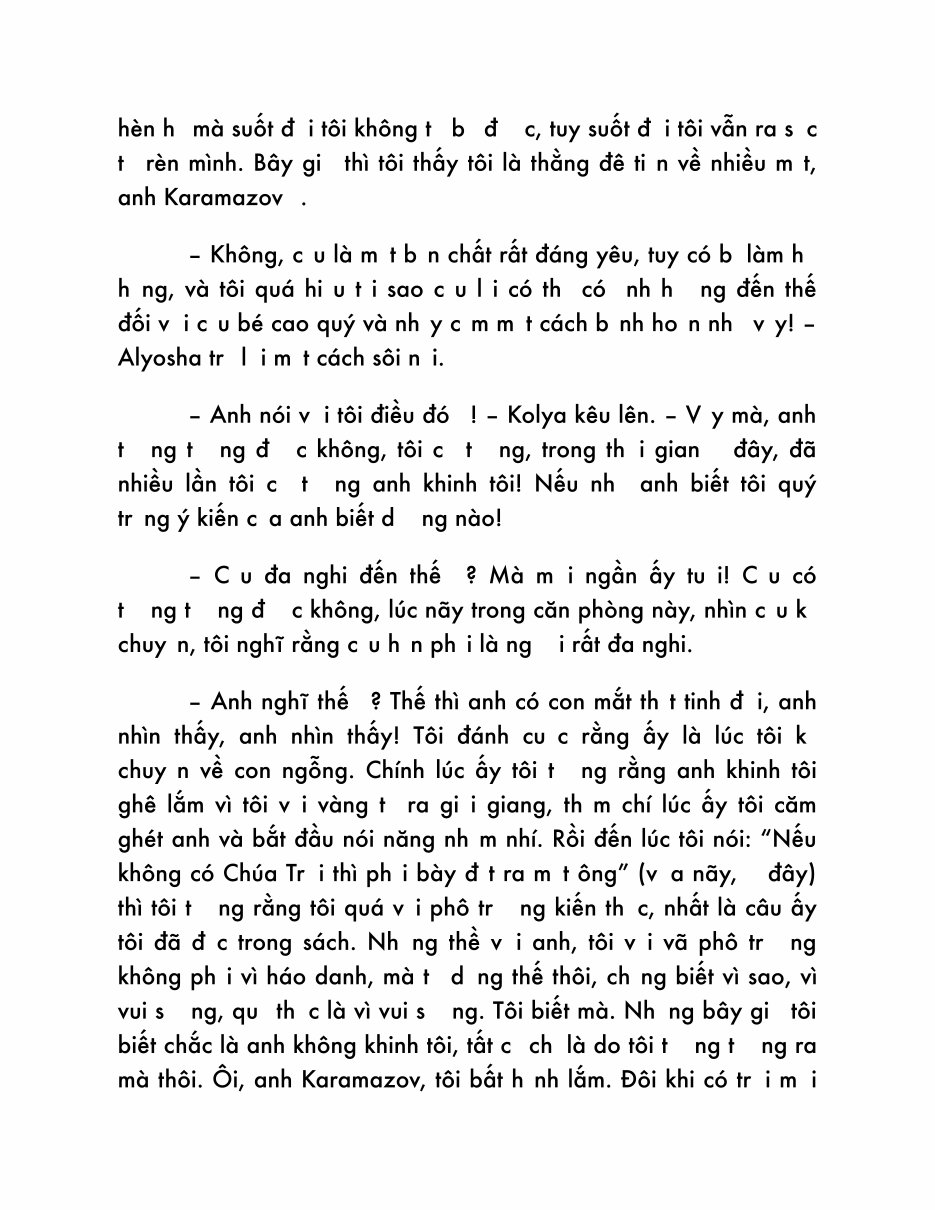 hèn h mà suốt đ i tôi không t b đ c, tuy suốt đ i tôi vẫn ra s c
t rèn mình. Bây gi thì tôi thấy tôi là thằng đê ti n về nhiều m t,
anh Karamazov .
– Không, c u là m t b n chất rất đáng yêu, tuy có b làm h
h ng, và tôi quá hi u t i sao c u l i có th có nh h ng đến thế
đối v i c u bé cao quý và nh y c m m t cách b nh ho n nh v y! –
Alyosha tr l i m t cách sôi n i.
– Anh nói v i tôi điều đó ! – Kolya kêu lên. – V y mà, anh
t ng t ng đ c không, tôi c t ng, trong th i gian đây, đã
nhiều lần tôi c t ng anh khinh tôi! Nếu nh anh biết tôi quý
tr ng ý kiến c a anh biết d ng nào!
– C u đa nghi đến thế ? Mà m i ngần ấy tu i! C u có
t ng t ng đ c không, lúc nãy trong căn phòng này, nhìn c u k
chuy n, tôi nghĩ rằng c u h n ph i là ng i rất đa nghi.
– Anh nghĩ thế ? Thế thì anh có con mắt th t tinh đ i, anh
nhìn thấy, anh nhìn thấy! Tôi đánh cu c rằng ấy là lúc tôi k
chuy n về con ngỗng. Chính lúc ấy tôi t ng rằng anh khinh tôi
ghê lắm vì tôi v i vàng t ra gi i giang, th m chí lúc ấy tôi căm
ghét anh và bắt đầu nói năng nh m nhí. Rồi đến lúc tôi nói: “Nếu
không có Chúa Tr i thì ph i bày đ t ra m t ông” (v a nãy, đây)
thì tôi t ng rằng tôi quá v i phô tr ng kiến th c, nhất là câu ấy
tôi đã đ c trong sách. Nh ng thề v i anh, tôi v i vã phô tr ng
không ph i vì háo danh, mà t d ng thế thôi, ch ng biết vì sao, vì
vui s ng, qu th c là vì vui s ng. Tôi biết mà. Nh ng bây gi tôi
biết chắc là anh không khinh tôi, tất c ch là do tôi t ng t ng ra
mà thôi. Ôi, anh Karamazov, tôi bất h nh lắm. Đôi khi có tr i m i